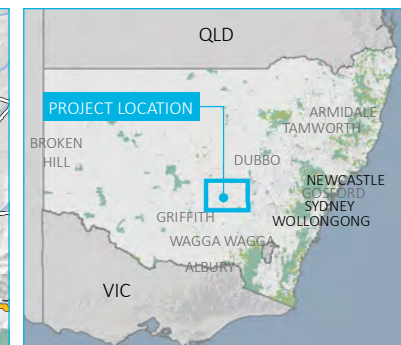 QLD
PROJECT LOCATION
ARMIDALE
TAMWORTH
BROKEN
HILL
DUBBO
NEWCASTLE
GOSFORD
SYDNEY
GRIFFITH
WOLLONGONG
WAGGA WAGGA
ALBURY
VIC